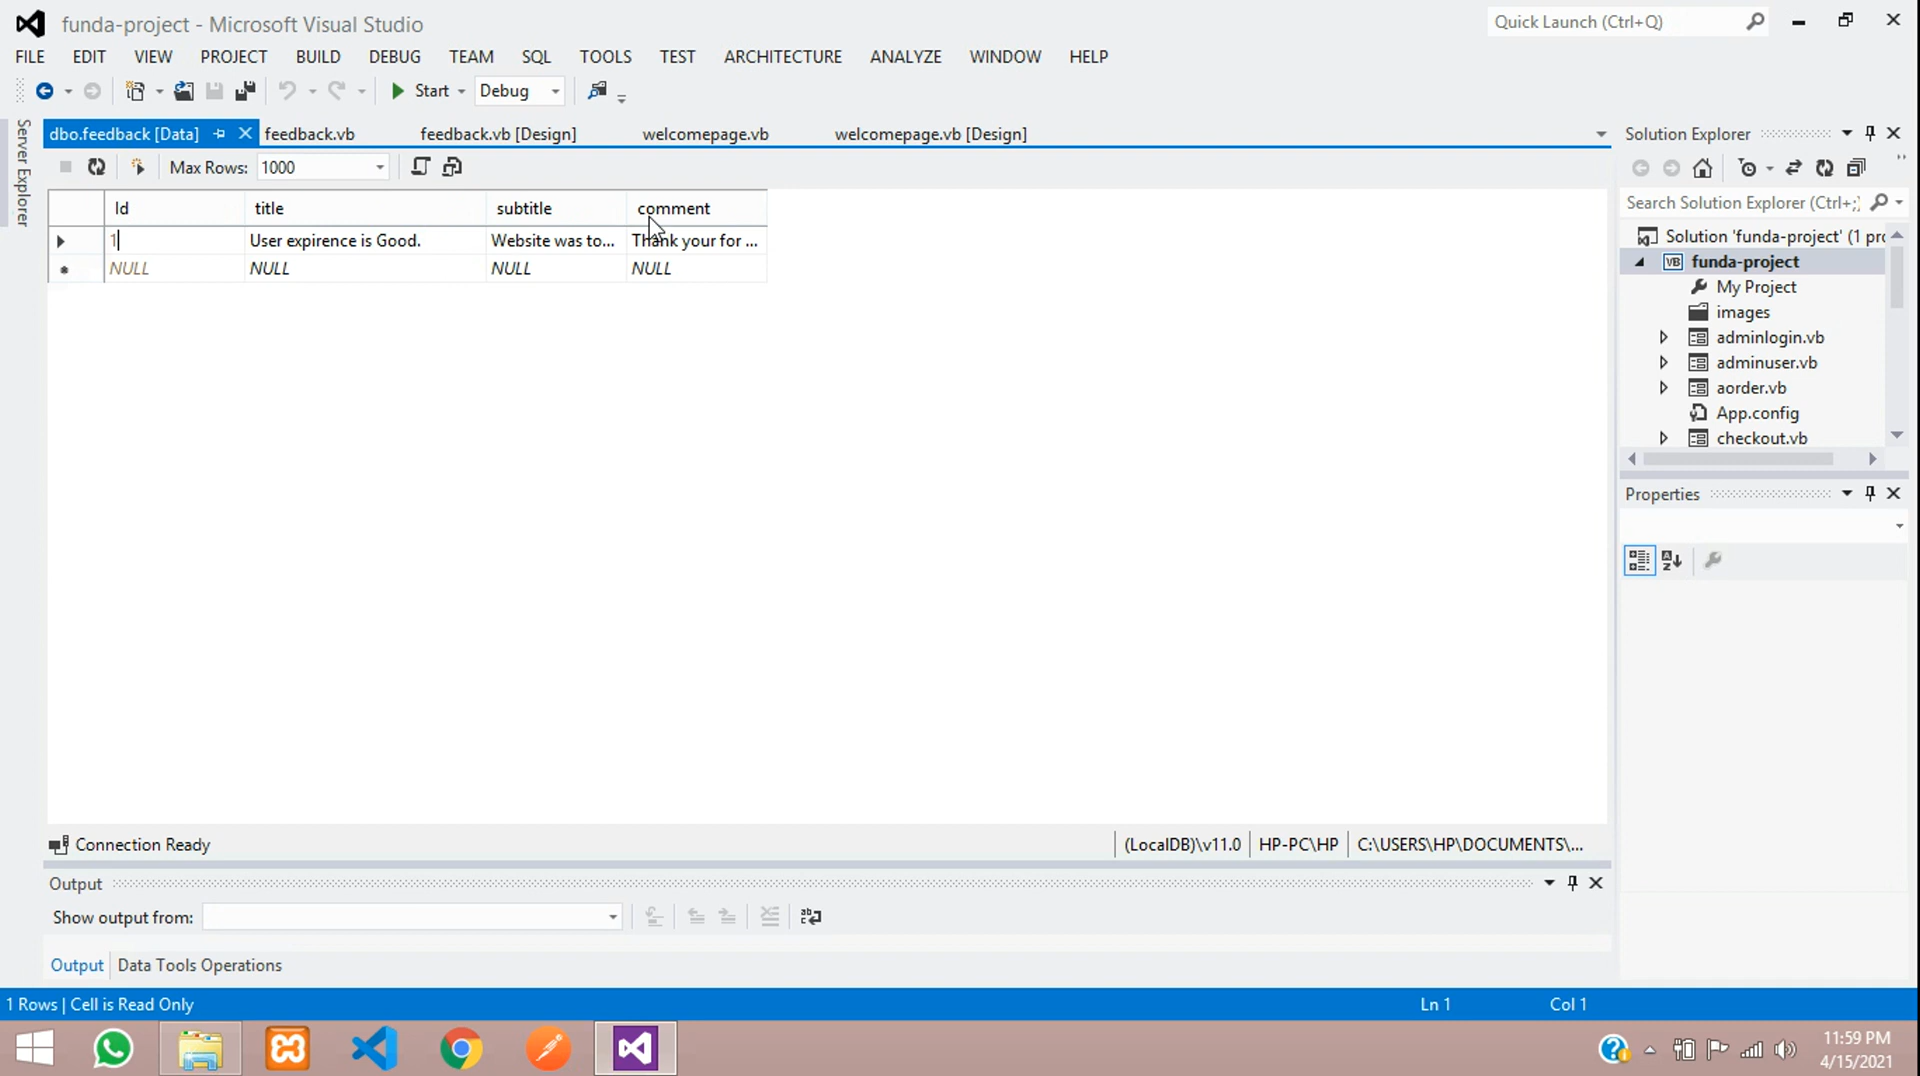 funda-project - Microsoft Visual Studio
Quick Launch (Ctrl+Q)
FILE EDIT VIEW PROJECT BUILD DEBUG TEAM SQL TOOLS TEST ARCHITECTURE ANALYZE WINDOW HELP
Start Debug
Server Explorer
dbo.feedback [Data] feedback.vb feedback.vb [Design] welcomepage.vb welcomepage.vb [Design]
Max Rows: 1000
Id title subtitle comment
1 User expirence is Good. Website was to... Thank your for ...
NULL NULL NULL NULL
Solution Explorer
Search Solution Explorer (Ctrl+;)
Solution 'funda-project' (1 pro
VB funda-project
My Project
images
adminlogin.vb
adminuser.vb
aorder.vb
App.config
checkout.vb
Properties
Connection Ready
(LocalDB)\v11.0 HP-PC\HP C:\USERS\HP\DOCUMENTS\...
Output
Show output from:
Output Data Tools Operations
1 Rows | Cell is Read Only
Ln 1 Col 1
11:59 PM
4/15/2021